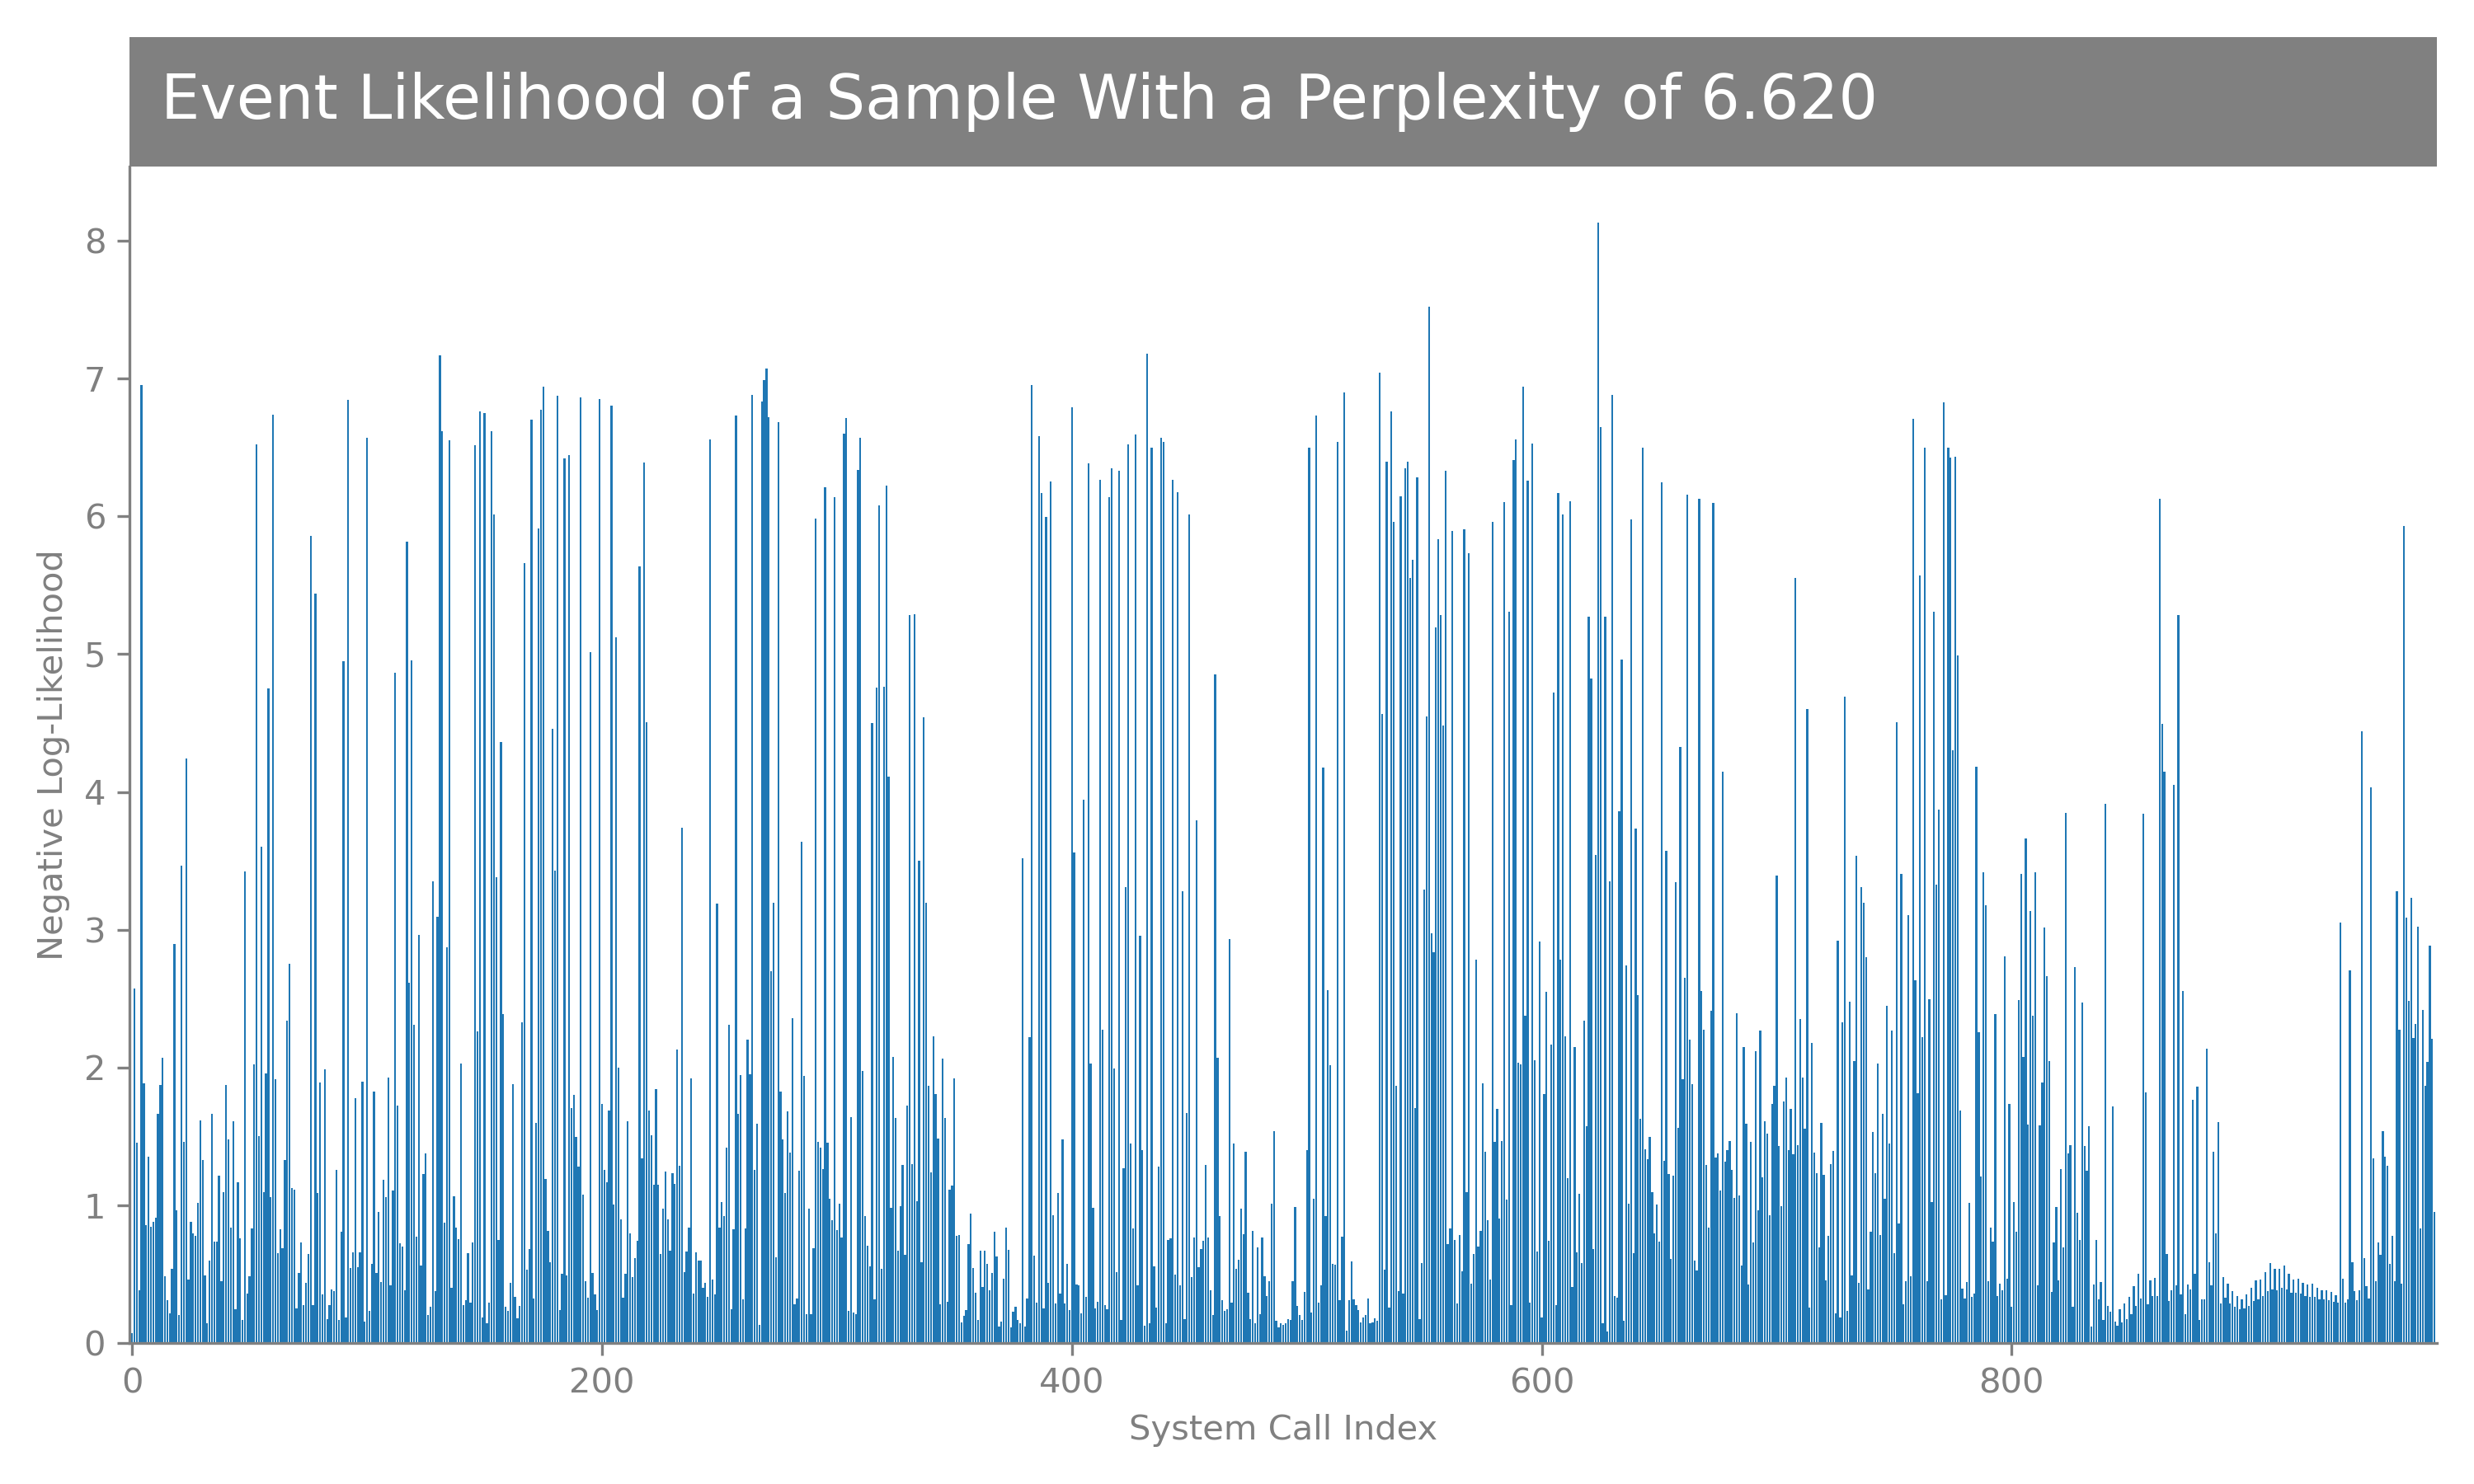 Event Likelihood of a Sample With a Perplexity of 6.620
Negative Log-Likelihood
8
7
6
5
4
3
2
1
0
0 200 400 600 800
System Call Index